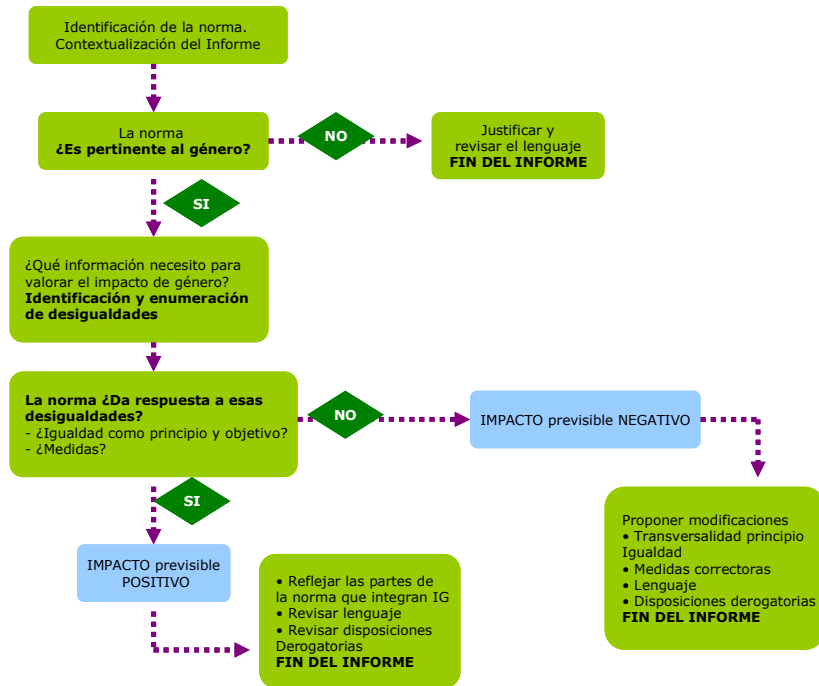 Identificación de la norma.
Contextualización del Informe
La norma
¿Es pertinente al género?
NO
Justificar y
revisar el lenguaje
FIN DEL INFORME
SI
¿Qué información necesito para
valorar el impacto de género?
Identificación y enumeración
de desigualdades
La norma ¿Da respuesta a esas
desigualdades?
- ¿Igualdad como principio y objetivo?
- ¿Medidas?
NO
IMPACTO previsible NEGATIVO
SI
Proponer modificaciones
• Transversalidad principio
Igualdad
• Medidas correctoras
• Lenguaje
• Disposiciones derogatorias
FIN DEL INFORME
IMPACTO previsible
POSITIVO
• Reflejar las partes de
la norma que integran IG
• Revisar lenguaje
• Revisar disposiciones
Derogatorias
FIN DEL INFORME